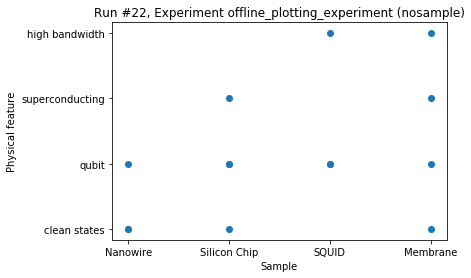 Run #22, Experiment offline_plotting_experiment (nosample)
high bandwidth
superconducting
qubit
clean states
Physical feature
Nanowire Silicon Chip SQUID Membrane
Sample